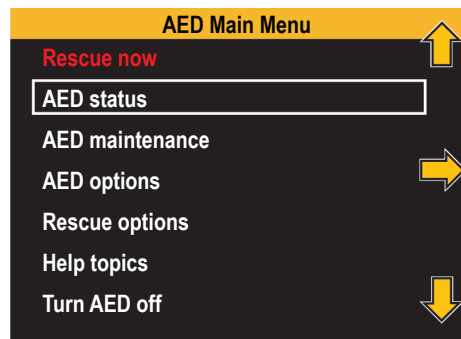 AED Main Menu
Rescue now
AED status
AED maintenance
AED options
Rescue options
Help topics
Turn AED off